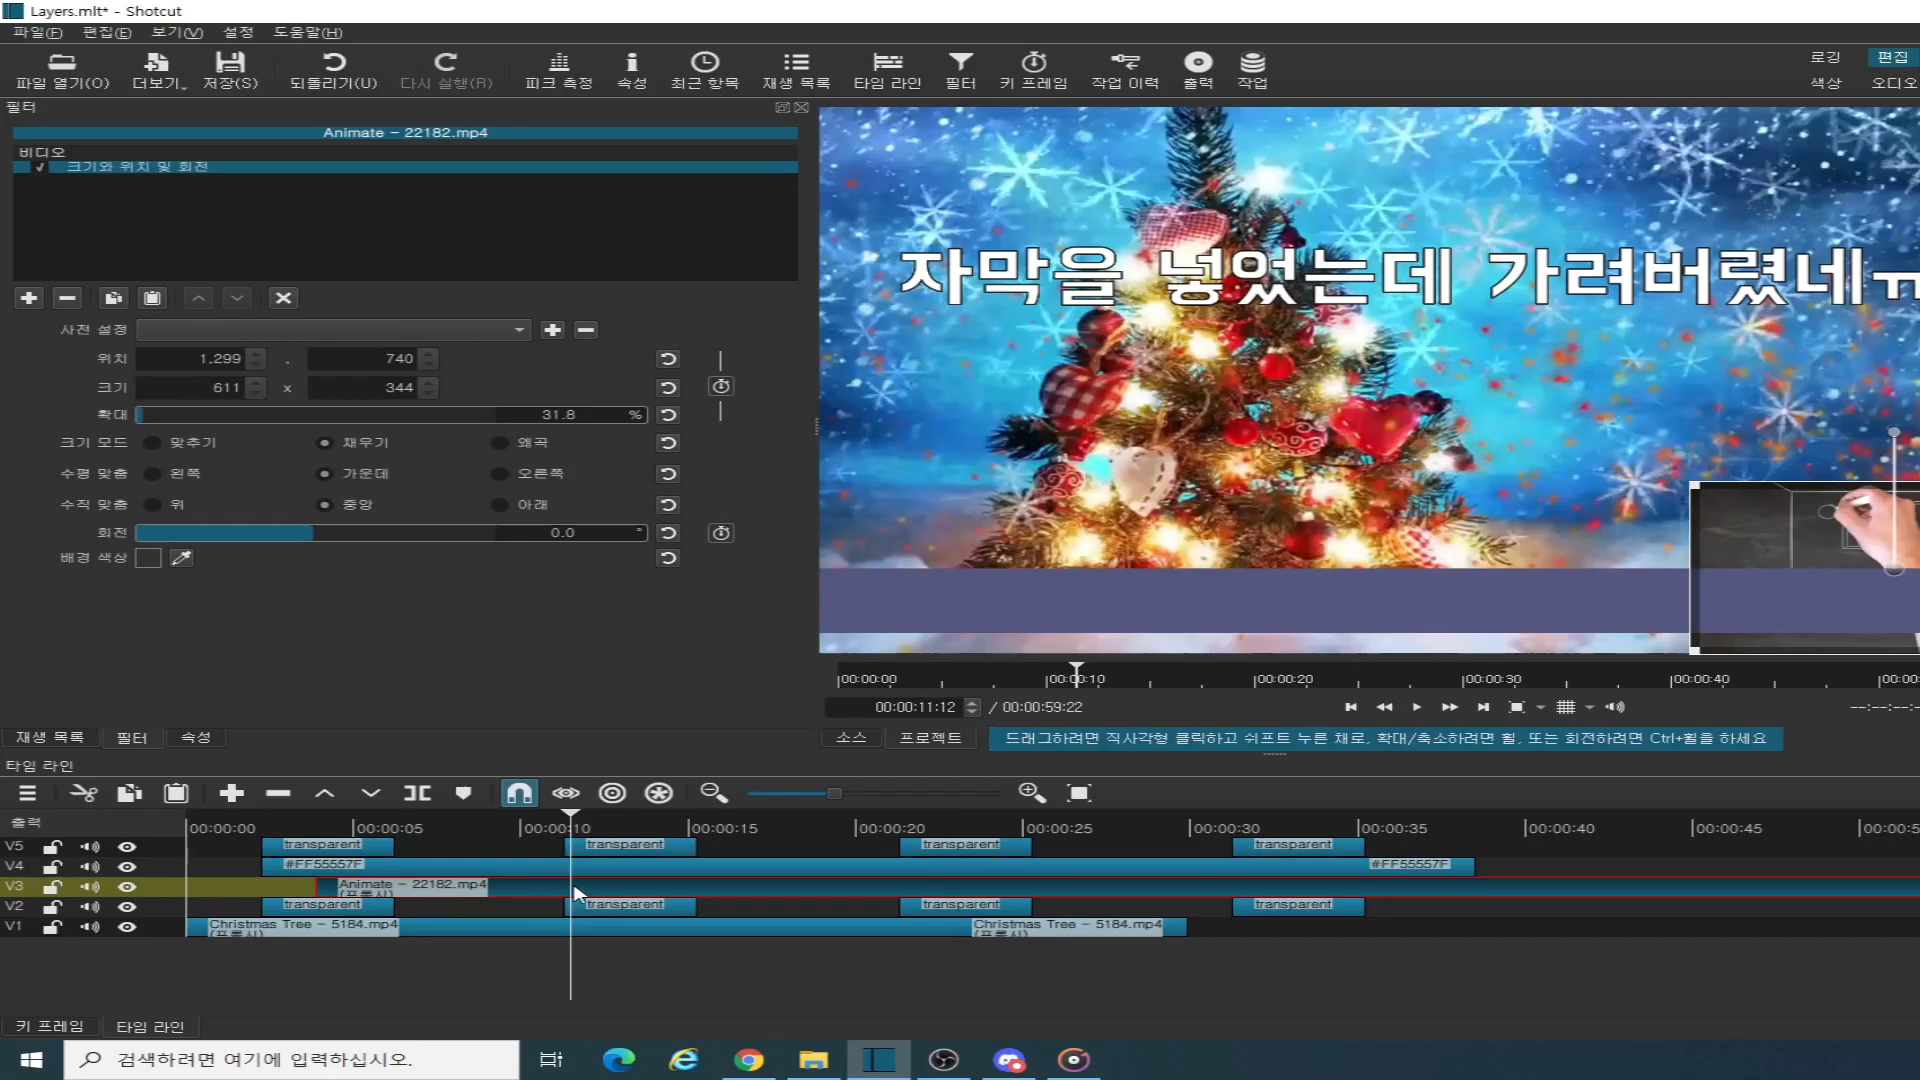 Layers.mlt* - Shotcut
파일(F) 편집(E) 보기(V) 설정 도움말(H)
파일 열기(O) 더보기 저장(S) 되돌리기(U) 다시 실행(R) 피크 측정 속성 최근 항목 재생 목록 타임 라인 필터 키 프레임 작업 이력 출력 작업
로깅 편집
색상 오디오
필터
Animate - 22182.mp4
비디오
크기와 위치 및 회전
사전 설정
위치 1,299 , 740
크기 611 x 344
확대 31.8 %
크기 모드 맞추기 채우기 왜곡
수평 맞춤 왼쪽 가운데 오른쪽
수직 맞춤 위 중앙 아래
회전 0.0 °
배경 색상
자막을 넣었는데 가려버렸네ㅠ
00:00:00 00:00:10 00:00:20 00:00:30 00:00:40 00:00:
00:00:11:12 / 00:00:59:22 --:--:--:-
재생 목록 필터 속성
소스 프로젝트 드래그하려면 직사각형 클릭하고 쉬프트 누른 채로, 확대/축소하려면 휠, 또는 회전하려면 Ctrl+휠을 하세요
타임 라인
출력 00:00:00 00:00:05 00:00:10 00:00:15 00:00:20 00:00:25 00:00:30 00:00:35 00:00:40 00:00:45 00:00:5
V5 transparent transparent transparent transparent
V4 #FF55557F #FF55557F
V3 Animate - 22182.mp4
(프록시)
V2 transparent transparent transparent transparent
V1 Christmas Tree - 5184.mp4 Christmas Tree - 5184.mp4
(프록시) (프록시)
키 프레임 타임 라인
검색하려면 여기에 입력하십시오.